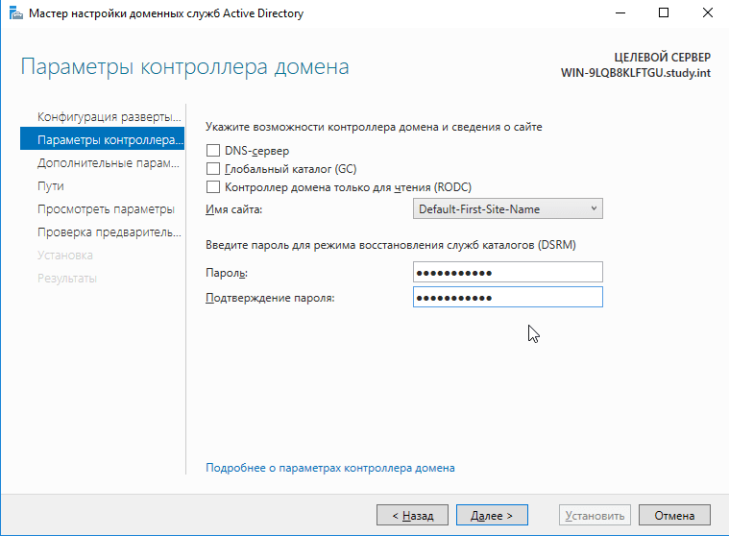 Мастер настройки доменных служб Active Directory
Параметры контроллера домена
ЦЕЛЕВОЙ СЕРВЕР
WIN-9LQB8KLFTGU.study.int
Конфигурация разверты...
Параметры контроллера...
Дополнительные парам...
Пути
Просмотреть параметры
Проверка предваритель...
Установка
Результаты
Укажите возможности контроллера домена и сведения о сайте
DNS-сервер
Глобальный каталог (GC)
Контроллер домена только для чтения (RODC)
Имя сайта: Default-First-Site-Name
Введите пароль для режима восстановления служб каталогов (DSRM)
Пароль: ●●●●●●●●●●●
Подтверждение пароля: ●●●●●●●●●●●
Подробнее о параметрах контроллера домена
< Назад Далее > Установить Отмена